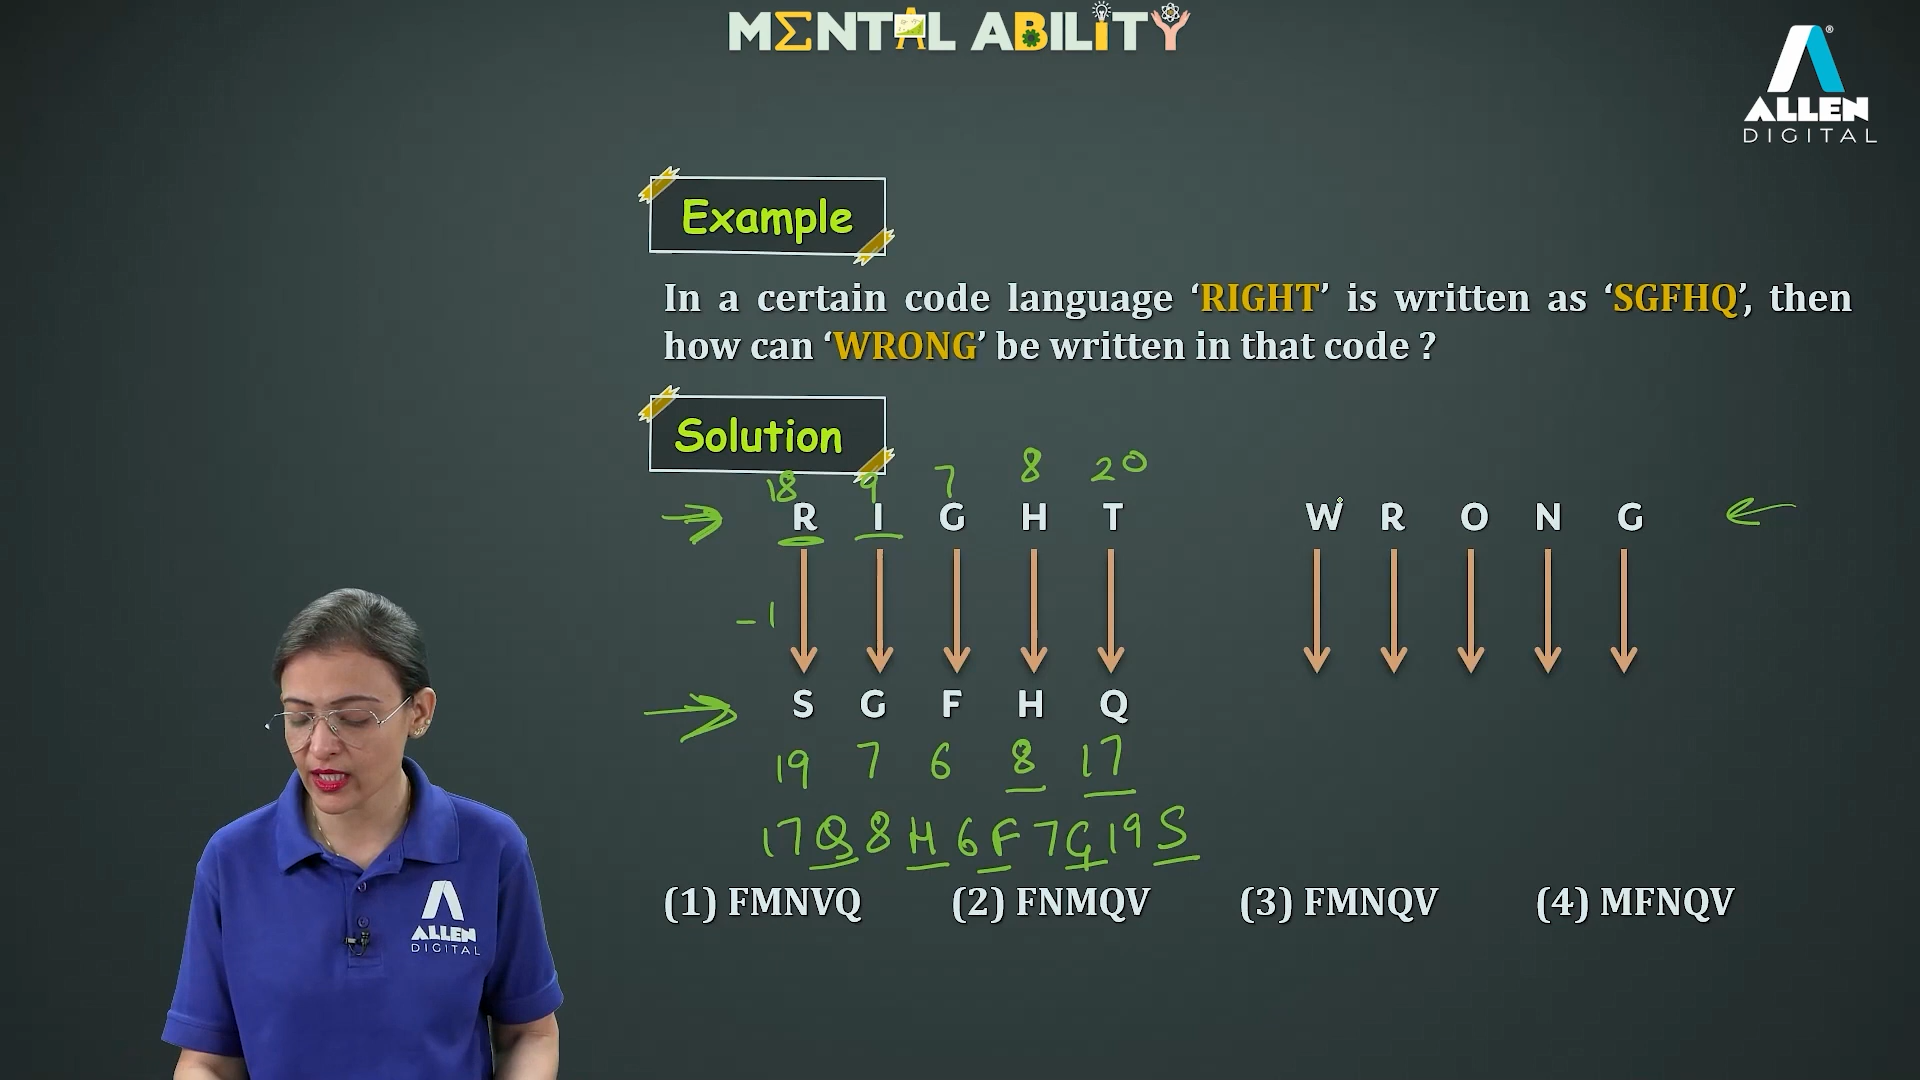 MΣNTAL ABILITY
ALLEN
DIGITAL
Example
In a certain code language ‘RIGHT’ is written as ‘SGFHQ’, then
how can ‘WRONG’ be written in that code ?
Solution
18 9 7 8 20
R I G H T
W R O N G
-1
S G F H Q
19 7 6 8 17
17 Q 8 H 6 F 7 G 19 S
(1) FMNVQ (2) FNMQV (3) FMNQV (4) MFNQV
ALLEN
DIGITAL